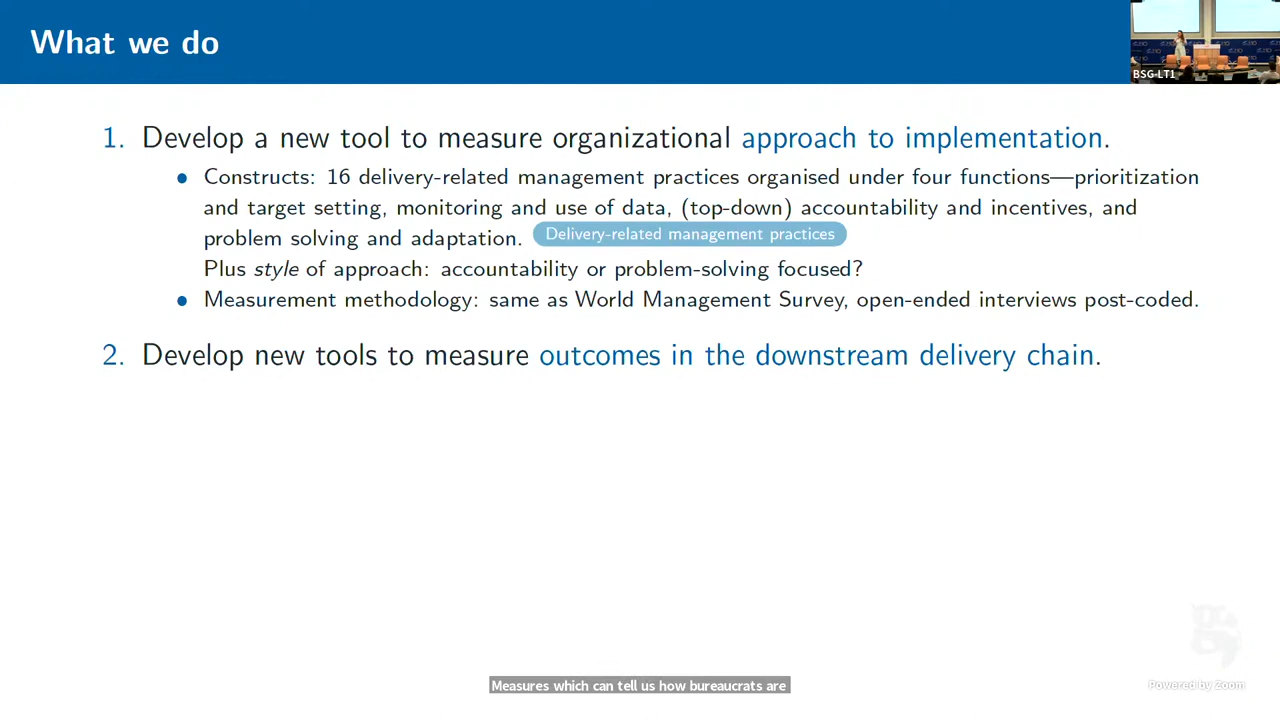 What we do
BSG-LT1
1. Develop a new tool to measure organizational approach to implementation.
• Constructs: 16 delivery-related management practices organised under four functions—prioritization
and target setting, monitoring and use of data, (top-down) accountability and incentives, and
problem solving and adaptation. Delivery-related management practices
Plus style of approach: accountability or problem-solving focused?
• Measurement methodology: same as World Management Survey, open-ended interviews post-coded.
2. Develop new tools to measure outcomes in the downstream delivery chain.
Measures which can tell us how bureaucrats are
Powered by Zoom